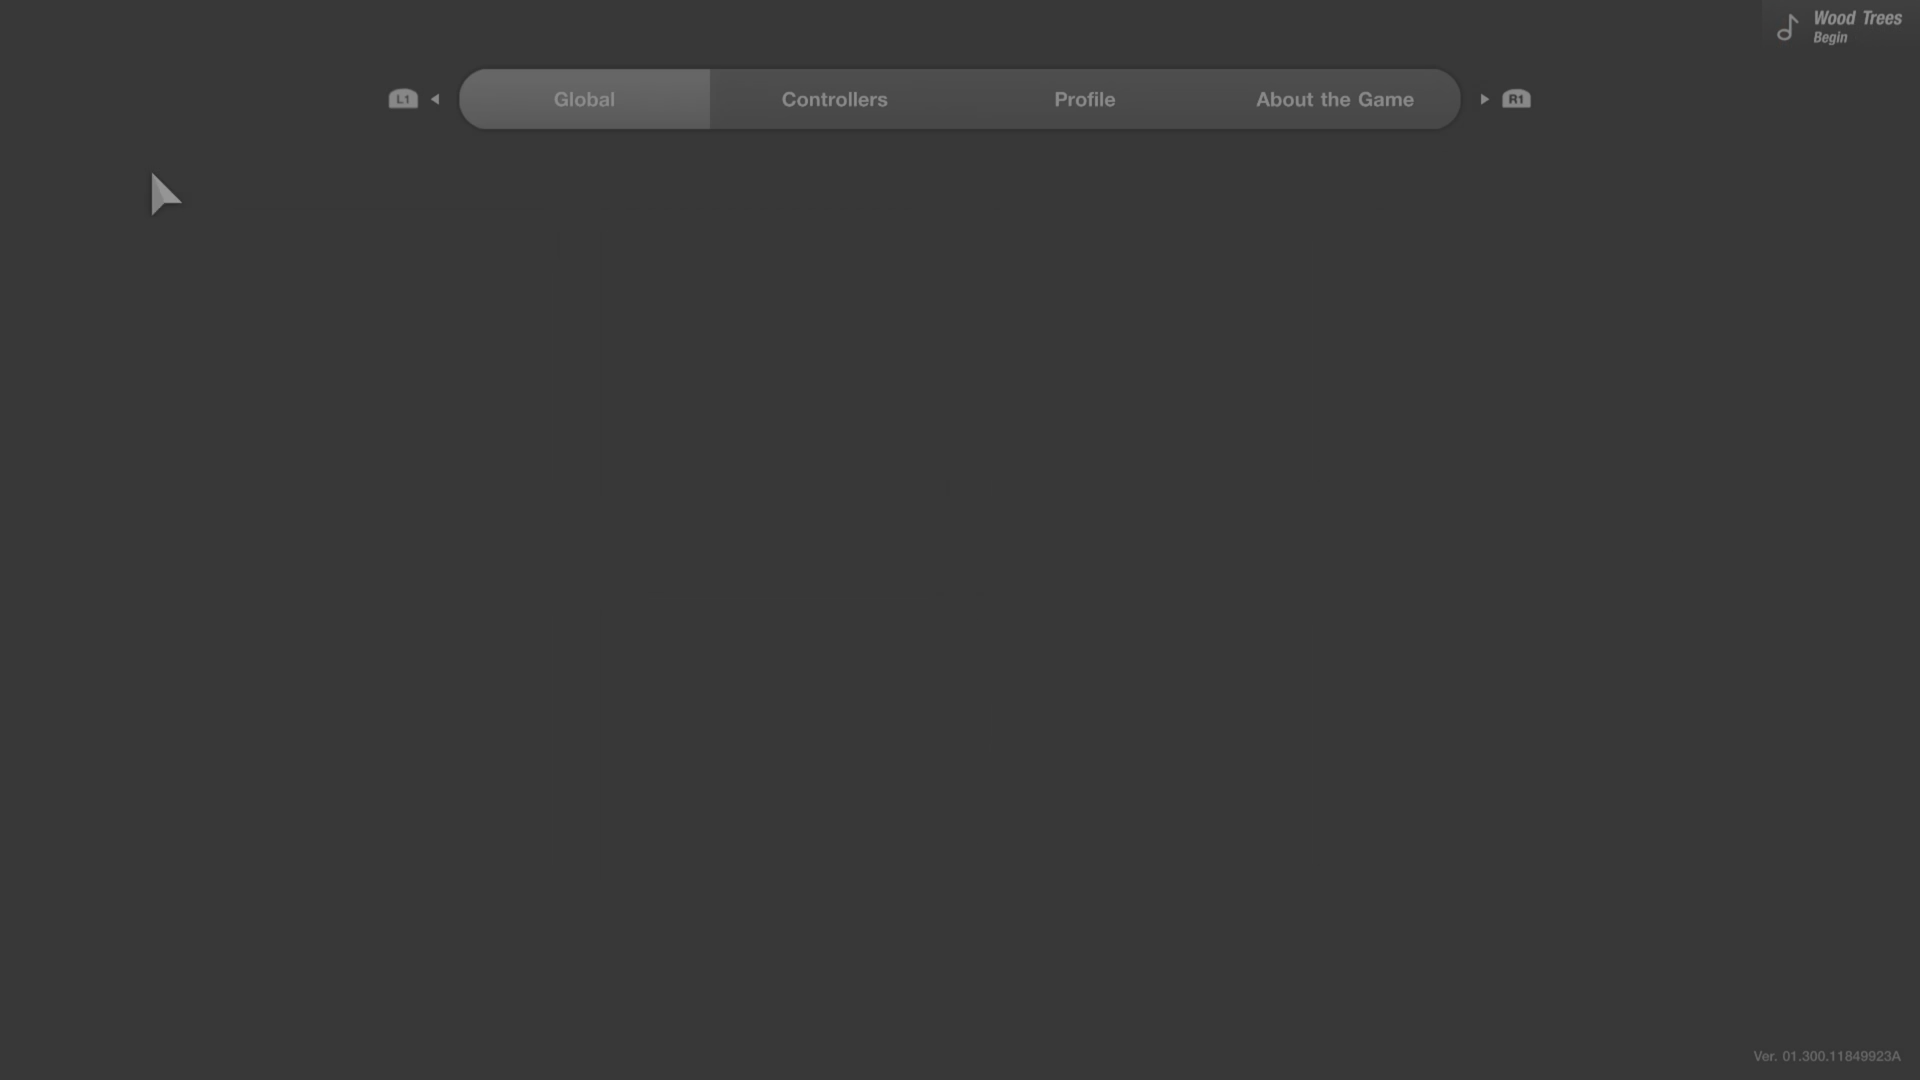 Wood Trees
Begin
L1 Global Controllers Profile About the Game R1
Ver. 01.300.11849923A